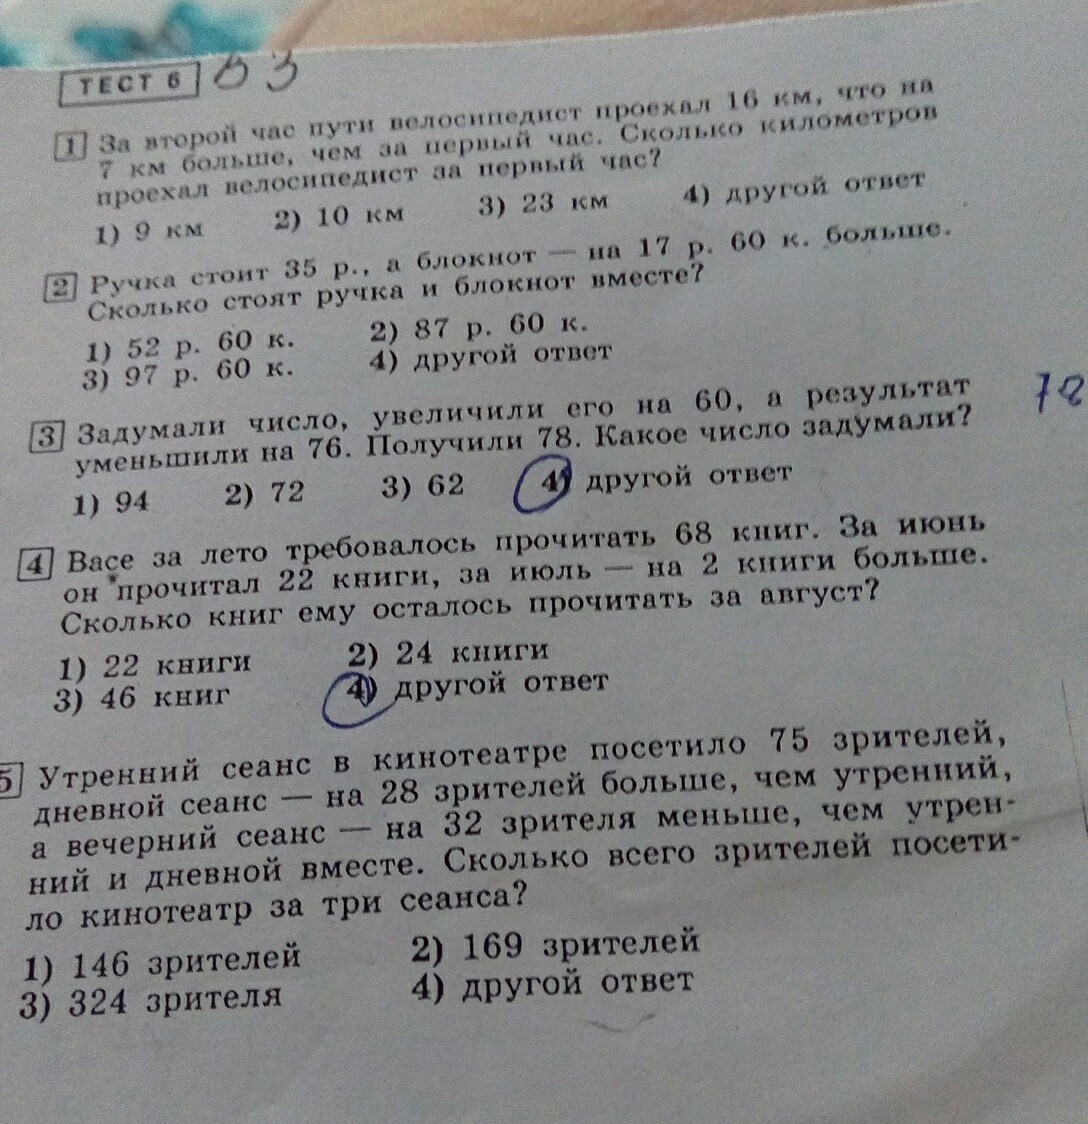 ТЕСТ 6 В 3
1 За второй час пути велосипедист проехал 16 км, что на
7 км больше, чем за первый час. Сколько километров
проехал велосипедист за первый час?
1) 9 км 2) 10 км 3) 23 км 4) другой ответ
2 Ручка стоит 35 р., а блокнот — на 17 р. 60 к. больше.
Сколько стоят ручка и блокнот вместе?
1) 52 р. 60 к. 2) 87 р. 60 к.
3) 97 р. 60 к. 4) другой ответ
3 Задумали число, увеличили его на 60, а результат
уменьшили на 76. Получили 78. Какое число задумали?
1) 94 2) 72 3) 62 4) другой ответ
4 Васе за лето требовалось прочитать 68 книг. За июнь
он прочитал 22 книги, за июль — на 2 книги больше.
Сколько книг ему осталось прочитать за август?
1) 22 книги 2) 24 книги
3) 46 книг 4) другой ответ
5 Утренний сеанс в кинотеатре посетило 75 зрителей,
дневной сеанс — на 28 зрителей больше, чем утренний,
а вечерний сеанс — на 32 зрителя меньше, чем утрен-
ний и дневной вместе. Сколько всего зрителей посети-
ло кинотеатр за три сеанса?
1) 146 зрителей 2) 169 зрителей
3) 324 зрителя 4) другой ответ